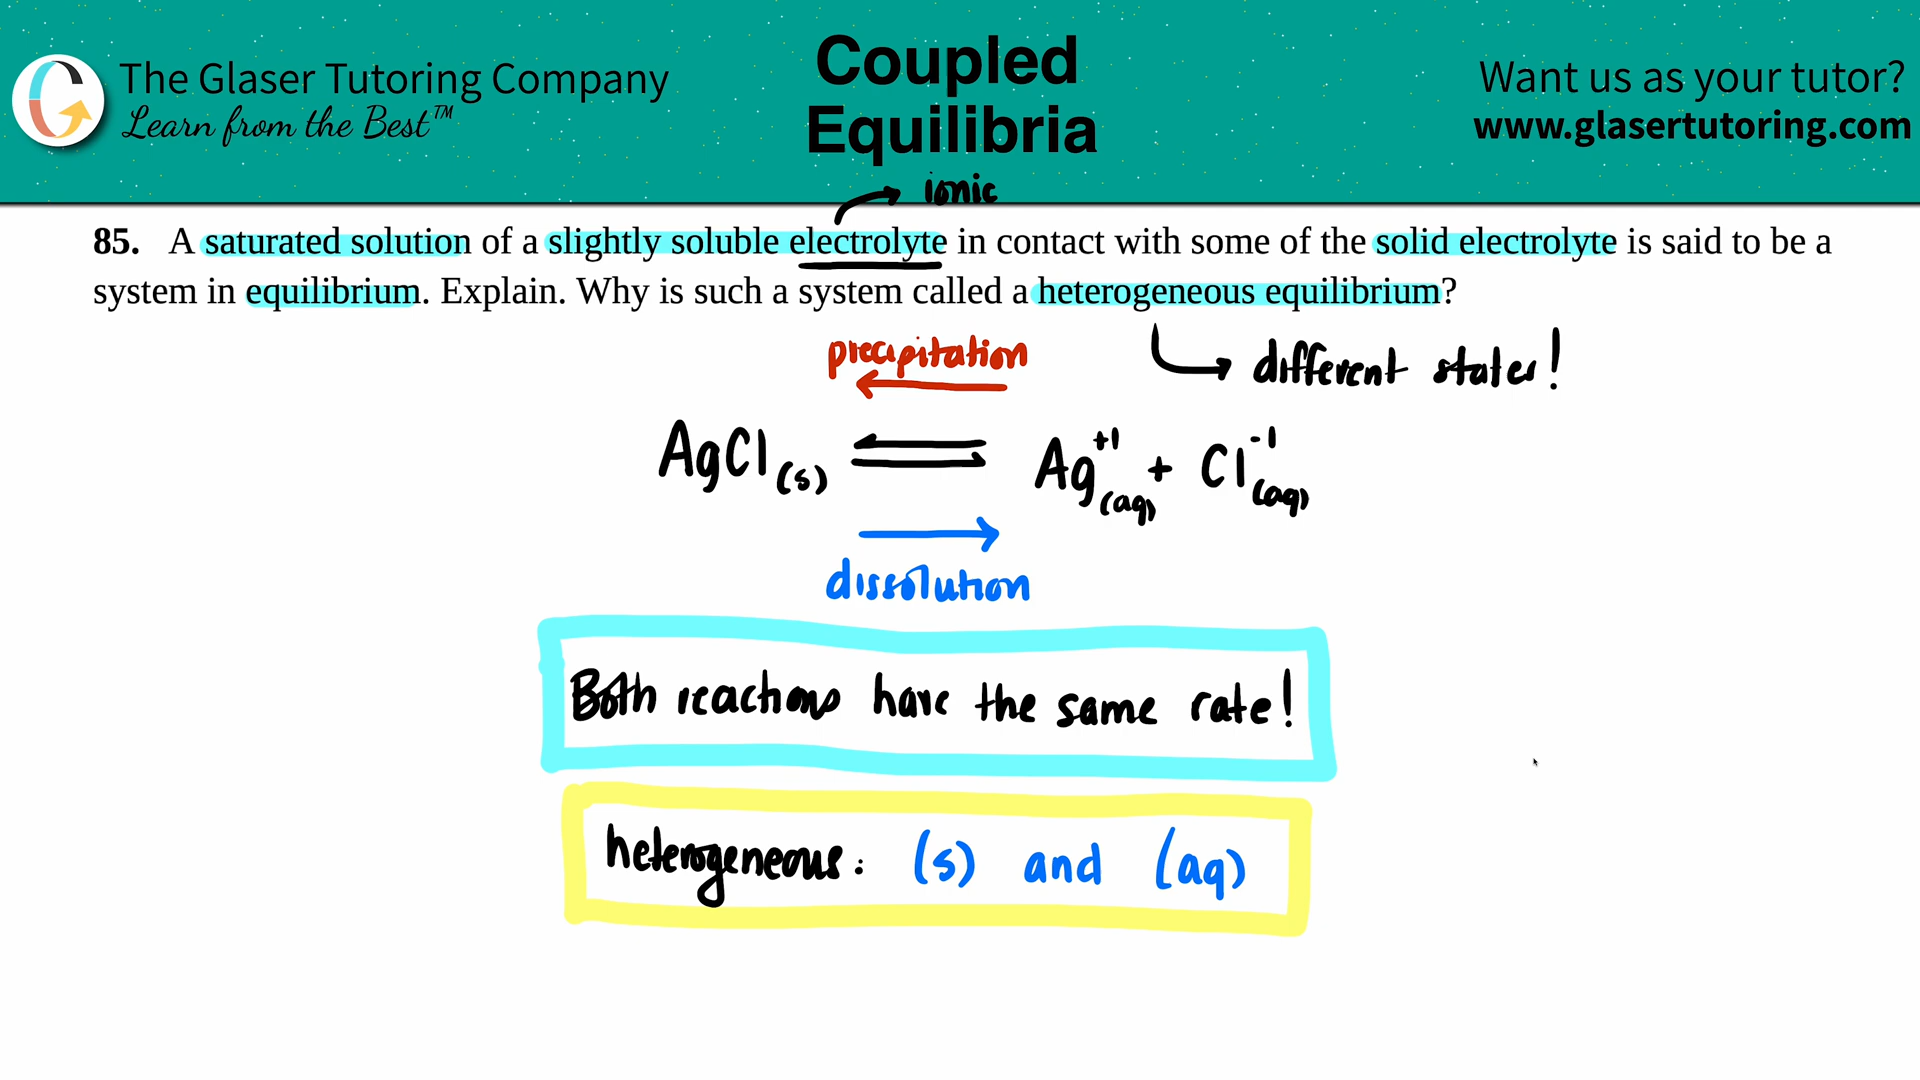 The Glaser Tutoring Company
Learn from the Best™
Coupled
Equilibria
Want us as your tutor?
www.glasertutoring.com
ionic
85. A saturated solution of a slightly soluble electrolyte in contact with some of the solid electrolyte is said to be a
system in equilibrium. Explain. Why is such a system called a heterogeneous equilibrium?
precipitation
different states!
AgCl(s) ⇌ Ag⁺¹(aq) + Cl⁻¹(aq)
dissolution
Both reactions have the same rate!
heterogeneous: (s) and (aq)